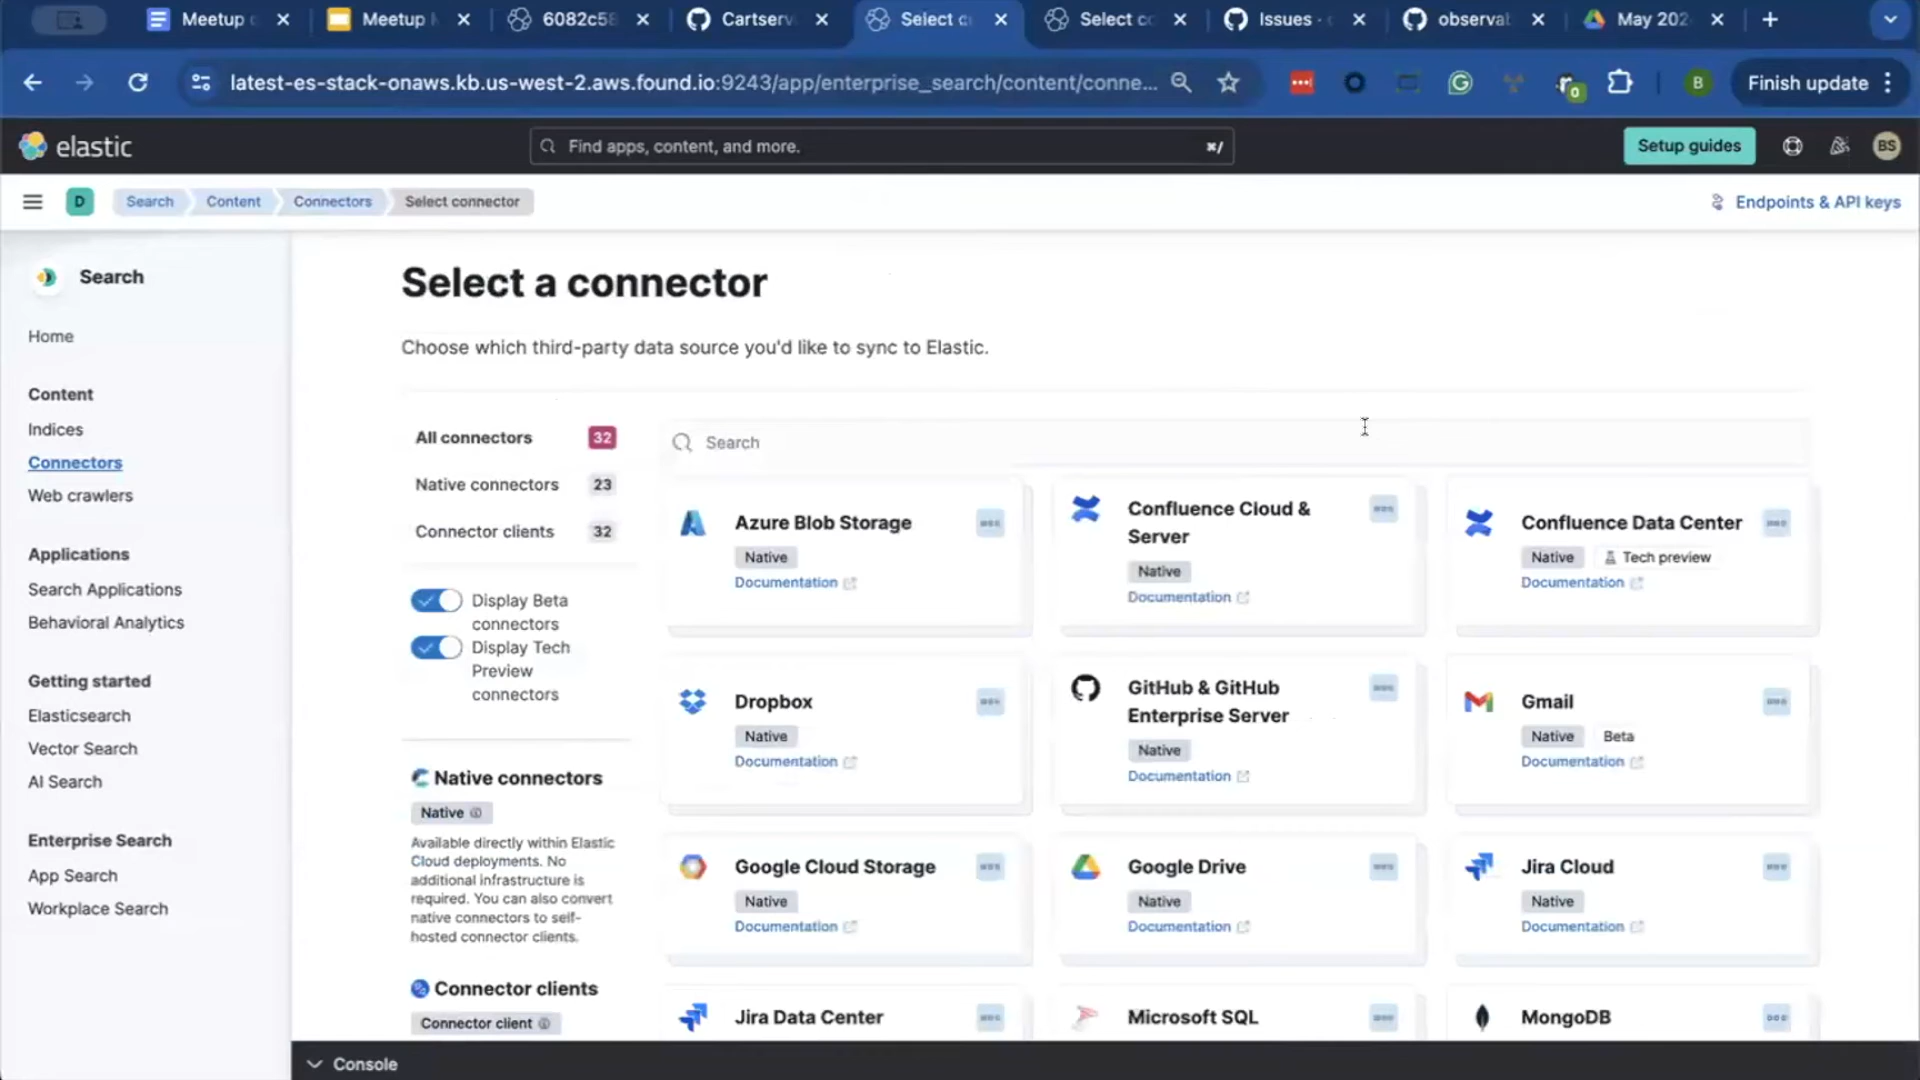 Meetup
Meetup
6082c58
Cartserv
Select c
Select co
Issues -
observa
May 202
latest-es-stack-onaws.kb.us-west-2.aws.found.io:9243/app/enterprise_search/content/conne...
0
B
Finish update
elastic
Find apps, content, and more.
⌘/
Setup guides
BS
D
Search
Content
Connectors
Select connector
Endpoints & API keys
Search
Home
Content
Indices
Connectors
Web crawlers
Applications
Search Applications
Behavioral Analytics
Getting started
Elasticsearch
Vector Search
AI Search
Enterprise Search
App Search
Workplace Search
Select a connector
Choose which third-party data source you'd like to sync to Elastic.
All connectors 32
Native connectors 23
Connector clients 32
Display Beta
connectors
Display Tech
Preview
connectors
Native connectors
Native
Available directly within Elastic
Cloud deployments. No
additional infrastructure is
required. You can also convert
native connectors to self-
hosted connector clients.
Connector clients
Connector client
Search
Azure Blob Storage
Native
Documentation
Confluence Cloud &
Server
Native
Documentation
Confluence Data Center
Native Tech preview
Documentation
Dropbox
Native
Documentation
GitHub & GitHub
Enterprise Server
Native
Documentation
Gmail
Native Beta
Documentation
Google Cloud Storage
Native
Documentation
Google Drive
Native
Documentation
Jira Cloud
Native
Documentation
Jira Data Center
Microsoft SQL
MongoDB
Console